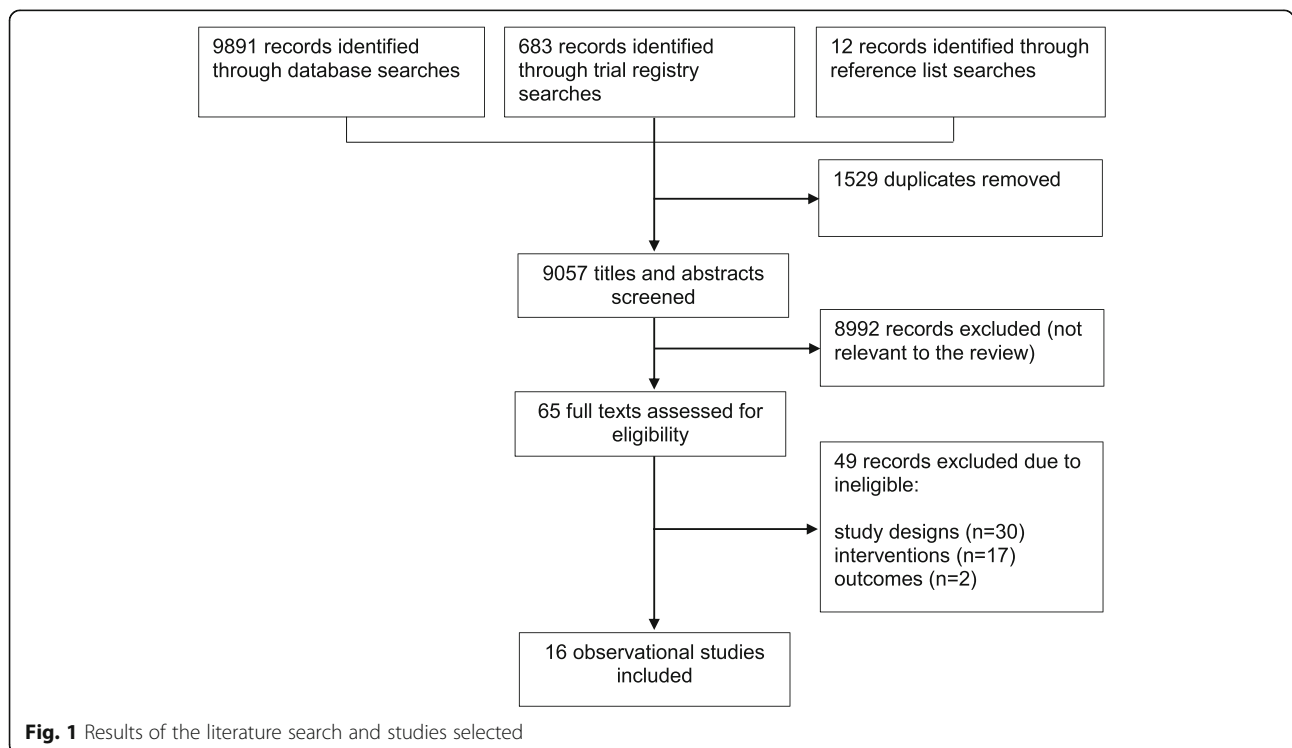 9891 records identified
through database searches
683 records identified
through trial registry
searches
12 records identified through
reference list searches
1529 duplicates removed
9057 titles and abstracts
screened
8992 records excluded (not
relevant to the review)
65 full texts assessed for
eligibility
49 records excluded due to
ineligible:
study designs (n=30)
interventions (n=17)
outcomes (n=2)
16 observational studies
included
Fig. 1 Results of the literature search and studies selected